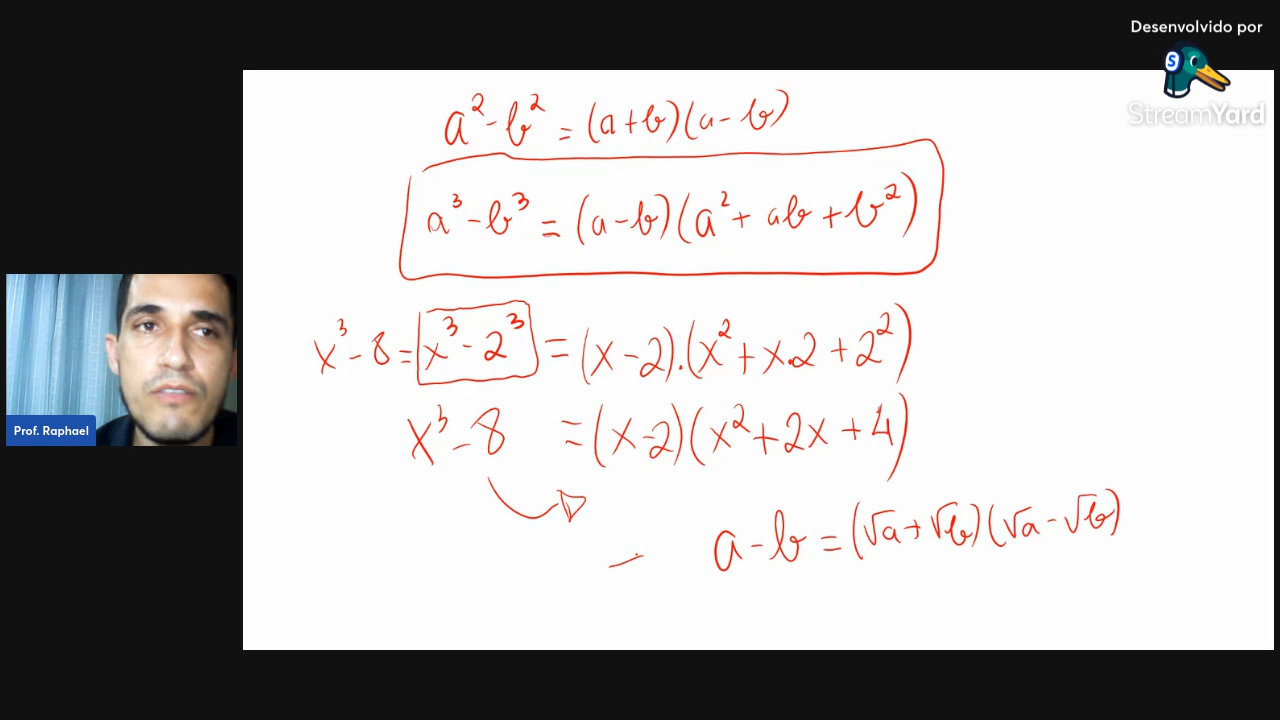 Desenvolvido por
S
StreamYard
a² - b² = (a+b)(a-b)
a³ - b³ = (a-b)(a² + ab + b²)
x³ - 8 = x³ - 2³ = (x-2).(x² + x.2 + 2²)
Prof. Raphael
x³ - 8 = (x-2)(x² + 2x + 4)
a - b = (√a + √b)(√a - √b)